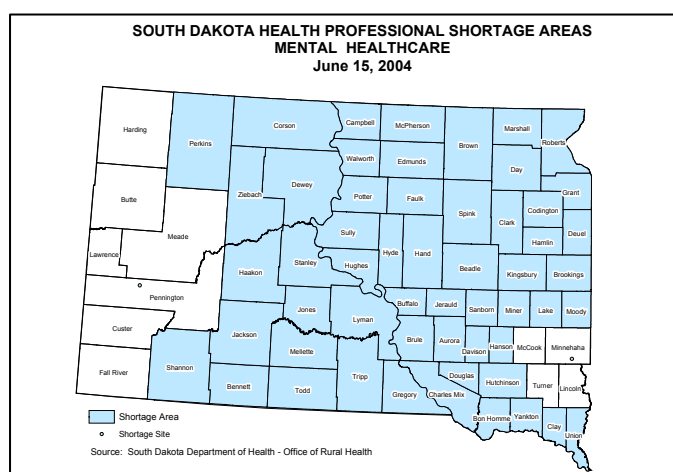 SOUTH DAKOTA HEALTH PROFESSIONAL SHORTAGE AREAS
MENTAL HEALTHCARE
June 15, 2004
Harding
Perkins
Corson
Campbell
McPherson
Brown
Marshall
Roberts
Walworth
Edmunds
Day
Butte
Ziebach
Dewey
Potter
Faulk
Spink
Clark
Codington
Grant
Meade
Sully
Hyde
Hand
Hamlin
Deuel
Lawrence
Haakon
Stanley
Hughes
Beadle
Kingsbury
Brookings
Pennington
Jones
Lyman
Buffalo
Jerauld
Sanborn
Miner
Lake
Moody
Custer
Jackson
Mellette
Brule
Aurora
Davison
Hanson
McCook
Minnehaha
Fall River
Shannon
Bennett
Todd
Tripp
Gregory
Douglas
Charles Mix
Hutchinson
Turner
Lincoln
Bon Homme
Yankton
Clay
Union
Shortage Area
Shortage Site
Source: South Dakota Department of Health - Office of Rural Health